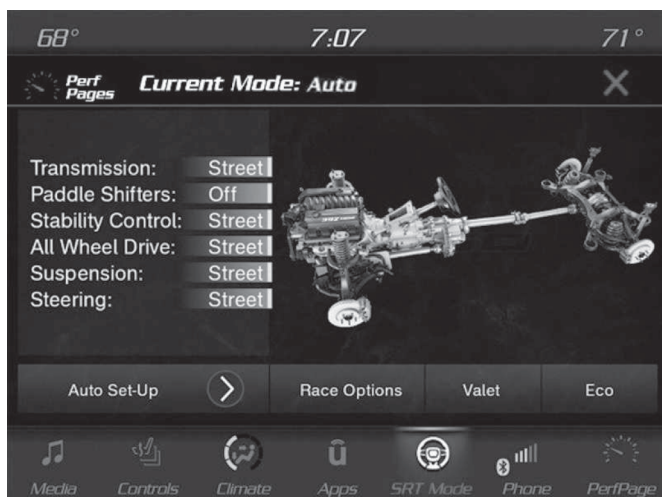 68° 7:07 71°
Perf Pages Current Mode: Auto
Transmission: Street
Paddle Shifters: Off
Stability Control: Street
All Wheel Drive: Street
Suspension: Street
Steering: Street
Auto Set-Up Race Options Valet Eco
Media Controls Climate Apps SRT Mode Phone PerfPage